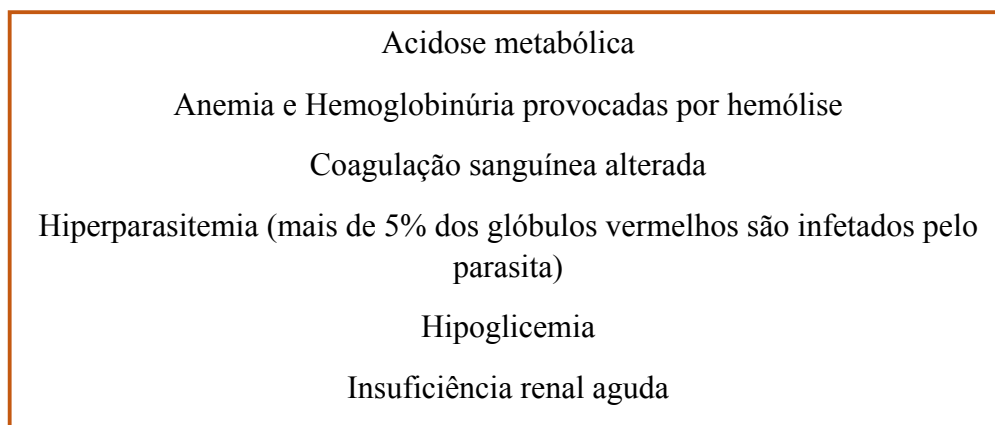 Acidose metabólica
Anemia e Hemoglobinúria provocadas por hemólise
Coagulação sanguínea alterada
Hiperparasitemia (mais de 5% dos glóbulos vermelhos são infetados pelo
parasita)
Hipoglicemia
Insuficiência renal aguda